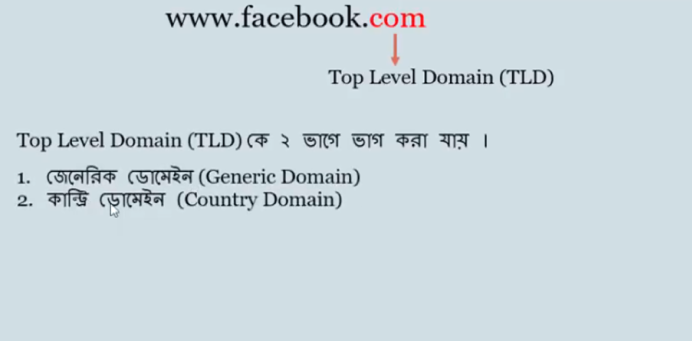 www.facebook.com
Top Level Domain (TLD)
Top Level Domain (TLD) কে ২ ভাগে ভাগ করা যায় ।
1. জেনেরিক ডোমেইন (Generic Domain)
2. কান্ট্রি ডোমেইন (Country Domain)